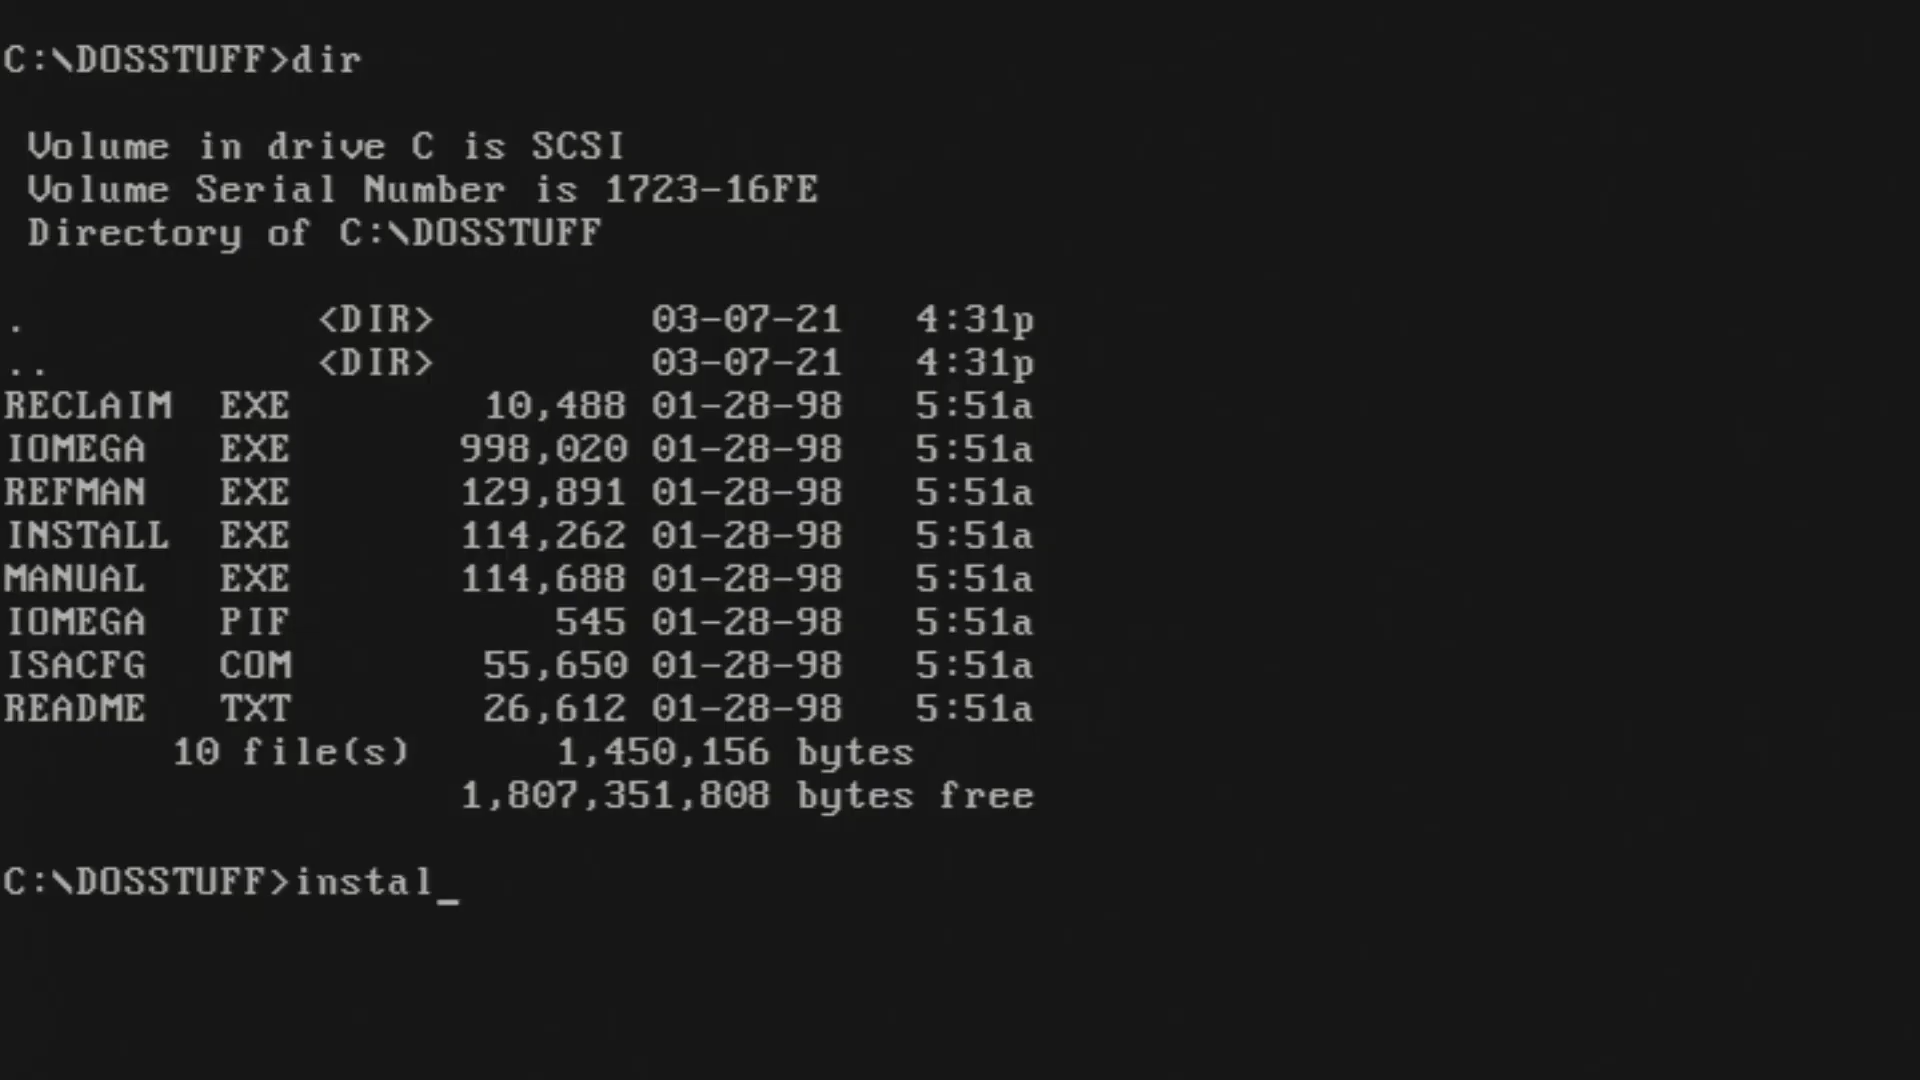 C:\DOSSTUFF>dir
Volume in drive C is SCSI
Volume Serial Number is 1723-16FE
Directory of C:\DOSSTUFF
. <DIR> 03-07-21 4:31p
.. <DIR> 03-07-21 4:31p
RECLAIM EXE 10,488 01-28-98 5:51a
IOMEGA EXE 998,020 01-28-98 5:51a
REFMAN EXE 129,891 01-28-98 5:51a
INSTALL EXE 114,262 01-28-98 5:51a
MANUAL EXE 114,688 01-28-98 5:51a
IOMEGA PIF 545 01-28-98 5:51a
ISACFG COM 55,650 01-28-98 5:51a
README TXT 26,612 01-28-98 5:51a
10 file(s) 1,450,156 bytes
1,807,351,808 bytes free
C:\DOSSTUFF>instal_